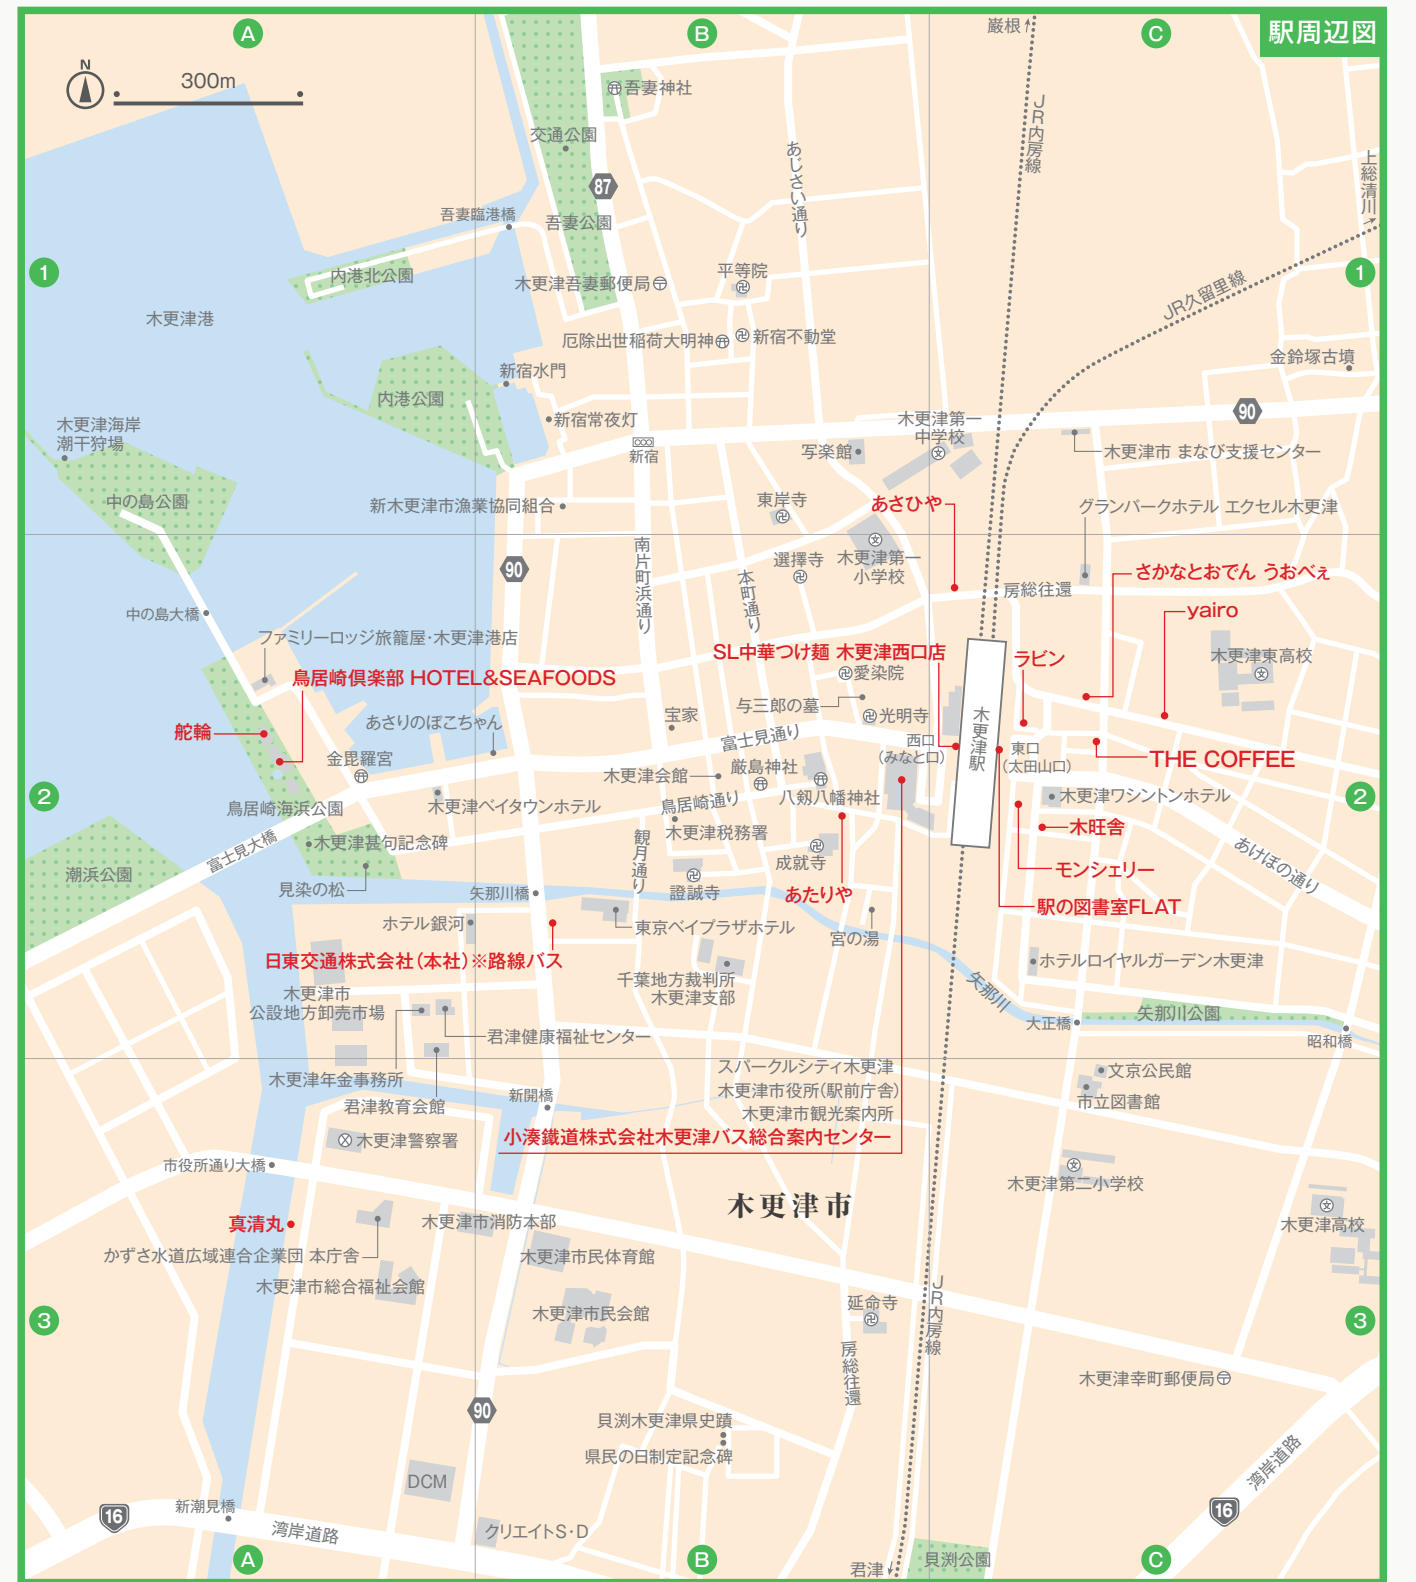 駅周辺図
A
B
C
N
300m
巌根
JR内房線
上総清川
吾妻神社
交通公園
87
あじさい通り
吾妻臨港橋
吾妻公園
内港北公園
1
1
木更津吾妻郵便局
平等院
JR久留里線
木更津港
厄除出世稲荷大明神
新宿不動堂
金鈴塚古墳
新宿水門
内港公園
新宿常夜灯
90
木更津海岸
潮干狩場
新宿
木更津第一
中学校
写楽館
木更津市 まなび支援センター
中の島公園
新木更津市漁業協同組合
東岸寺
あさひや
グランパークホテル エクセル木更津
90
南片町浜通り
本町通り
選擇寺
木更津第一
小学校
房総往還
さかなとおでん うおべぇ
yairo
中の島大橋
ファミリーロッジ旅籠屋・木更津港店
SL中華つけ麺 木更津西口店
ラビン
木更津東高校
愛染院
鳥居崎倶楽部 HOTEL&SEAFOODS
与三郎の墓
光明寺
舵輪
あさりのぼこちゃん
宝家
富士見通り
西口
(みなと口)
木更津駅
東口
(太田山口)
THE COFFEE
金毘羅宮
木更津会館
厳島神社
2
2
鳥居崎海浜公園
木更津ベイタウンホテル
鳥居崎通り
八剱八幡神社
木更津ワシントンホテル
木更津税務署
木旺舎
富士見大橋
木更津甚句記念碑
観月通り
成就寺
あけぼの通り
潮浜公園
見染の松
矢那川橋
證誠寺
あたりや
モンシェリー
駅の図書室FLAT
ホテル銀河
東京ベイプラザホテル
宮の湯
日東交通株式会社(本社)※路線バス
千葉地方裁判所
木更津支部
ホテルロイヤルガーデン木更津
木更津市
公設地方卸売市場
矢那川
矢那川公園
大正橋
昭和橋
君津健康福祉センター
木更津年金事務所
君津教育会館
新開橋
スパークルシティ木更津
木更津市役所(駅前庁舎)
木更津市観光案内所
文京公民館
市立図書館
木更津警察署
小湊鐵道株式会社木更津バス総合案内センター
市役所通り大橋
木更津第二小学校
真清丸
木更津市消防本部
木更津市
木更津高校
かずさ水道広域連合企業団 本庁舎
木更津市民体育館
木更津市総合福祉会館
木更津市民会館
延命寺
JR内房線
3
3
房総往還
木更津幸町郵便局
90
貝渕木更津県史蹟
県民の日制定記念碑
DCM
湾岸道路
16
新潮見橋
湾岸道路
クリエイトS・D
16
君津
貝渕公園
A
B
C